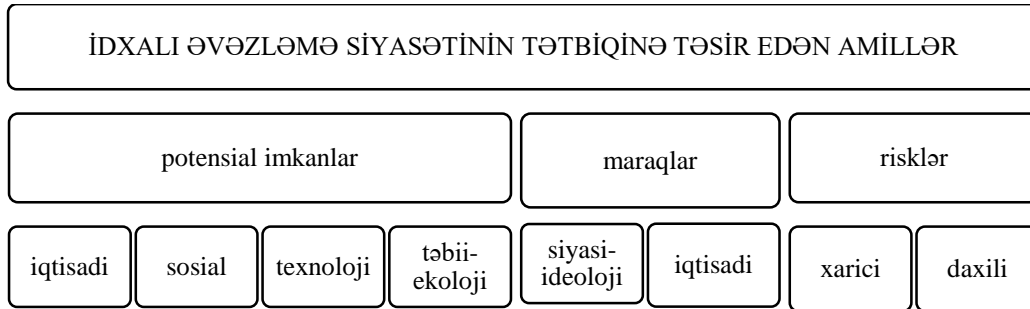 İDXALI ƏVƏZLƏMƏ SİYASƏTİNİN TƏTBİQİNƏ TƏSİR EDƏN AMİLLƏR
potensial imkanlar
maraqlar
risklər
iqtisadi
sosial
texnoloji
təbii-
ekoloji
siyasi-
ideoloji
iqtisadi
xarici
daxili